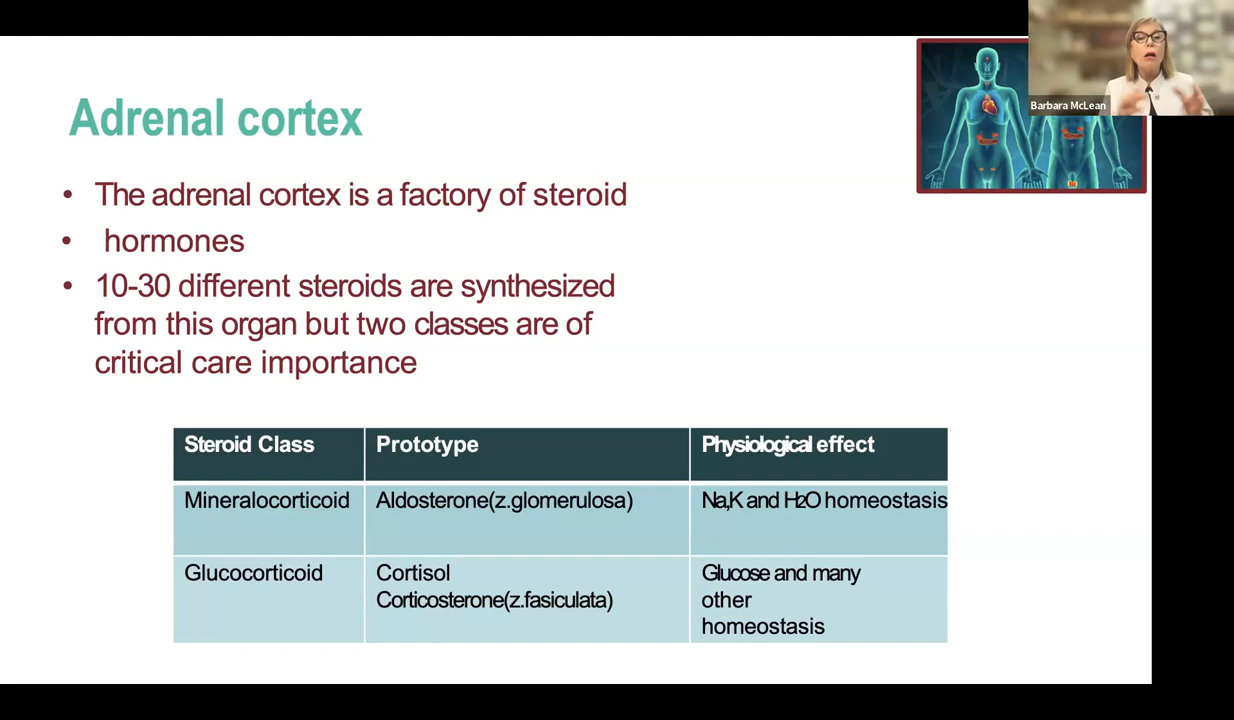 Barbara McLean
Adrenal cortex
• The adrenal cortex is a factory of steroid
• hormones
• 10-30 different steroids are synthesized
from this organ but two classes are of
critical care importance
Steroid Class Prototype Physiological effect
Mineralocorticoid Aldosterone(z.glomerulosa) Na,K and H2O homeostasis
Glucocorticoid Cortisol Glucose and many
Corticosterone(z.fasiculata) other
homeostasis